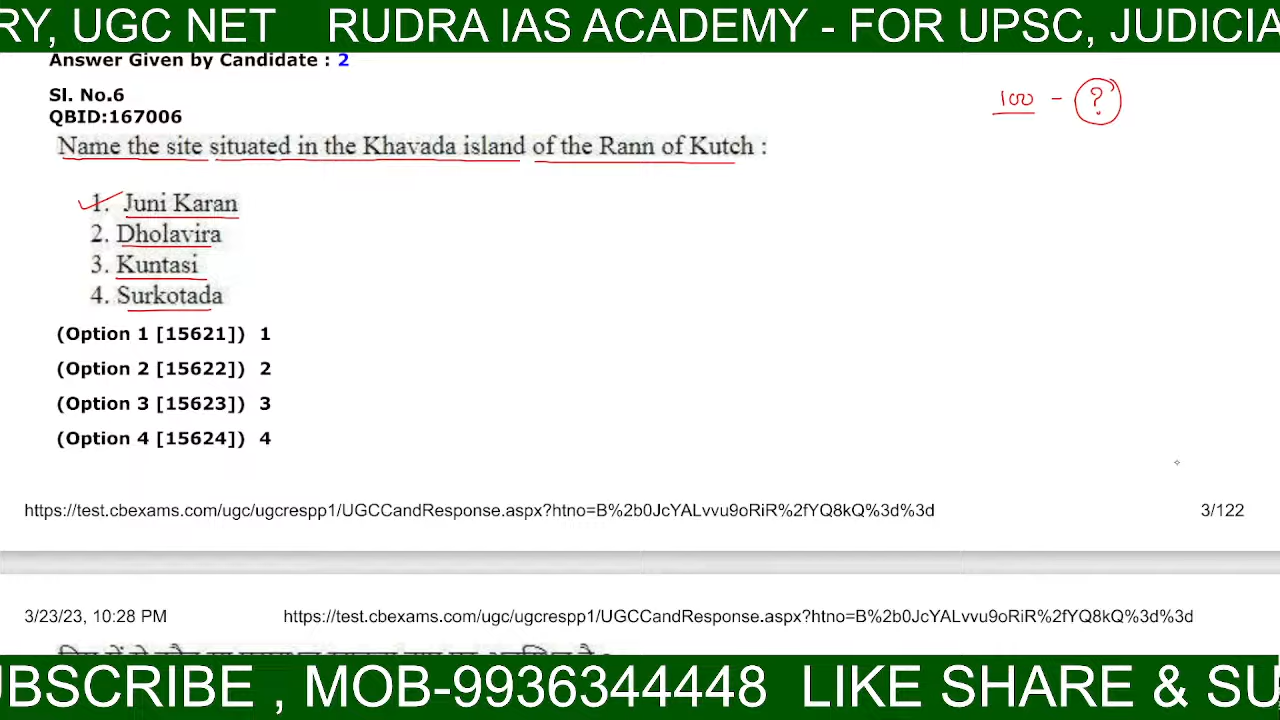 RY, UGC NET    RUDRA IAS ACADEMY - FOR UPSC, JUDICIA
Answer Given by Candidate : 2
Sl. No.6
QBID:167006
100 - ?
Name the site situated in the Khavada island of the Rann of Kutch :
1. Juni Karan
2. Dholavira
3. Kuntasi
4. Surkotada
(Option 1 [15621]) 1
(Option 2 [15622]) 2
(Option 3 [15623]) 3
(Option 4 [15624]) 4
https://test.cbexams.com/ugc/ugcrespp1/UGCCandResponse.aspx?htno=B%2b0JcYALvvu9oRiR%2fYQ8kQ%3d%3d 3/122
3/23/23, 10:28 PM https://test.cbexams.com/ugc/ugcrespp1/UGCCandResponse.aspx?htno=B%2b0JcYALvvu9oRiR%2fYQ8kQ%3d%3d
UBSCRIBE , MOB-9936344448  LIKE SHARE & SU